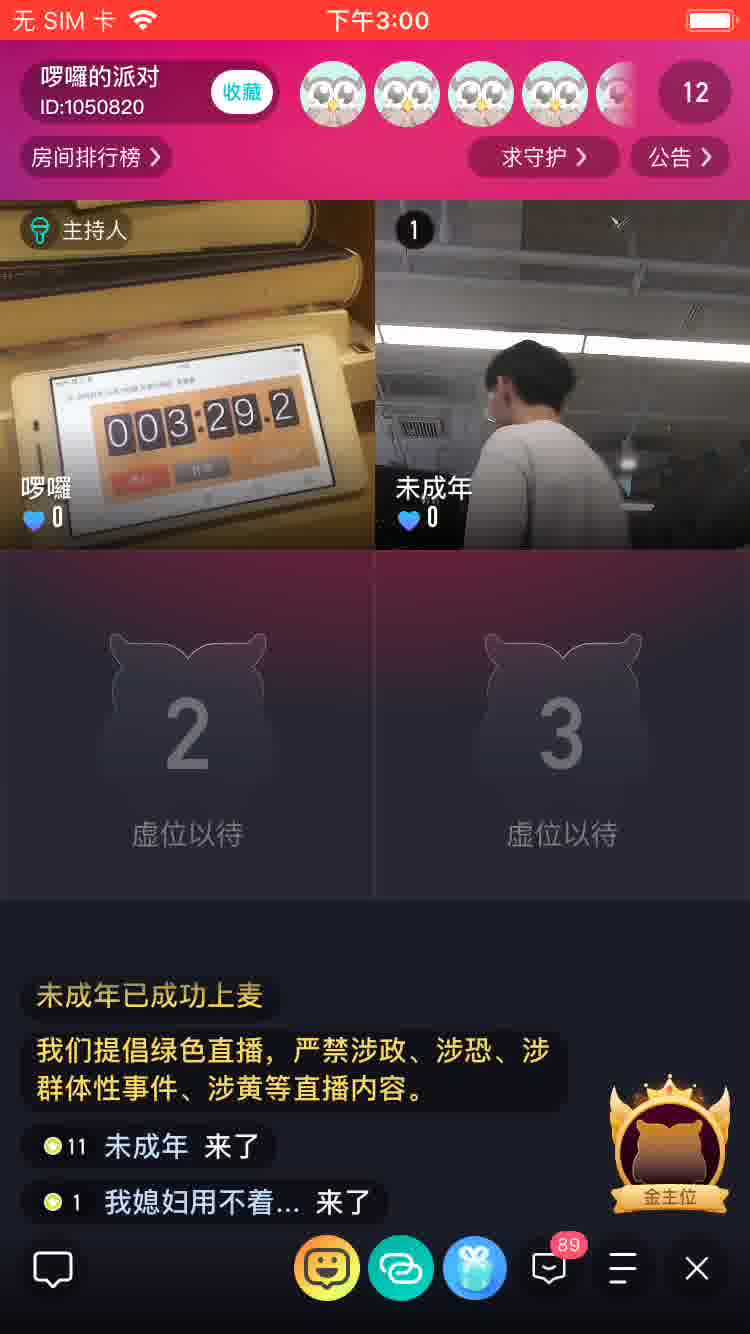 无 SIM 卡
下午3:00
啰囉的派对
ID:1050820
收藏
12
房间排行榜
求守护
公告
主持人
1
003:29.2
啰囉
0
未成年
0
2
虚位以待
3
虚位以待
未成年已成功上麦
我们提倡绿色直播，严禁涉政、涉恐、涉
群体性事件、涉黄等直播内容。
11 未成年 来了
1 我媳妇用不着... 来了
金主位
89